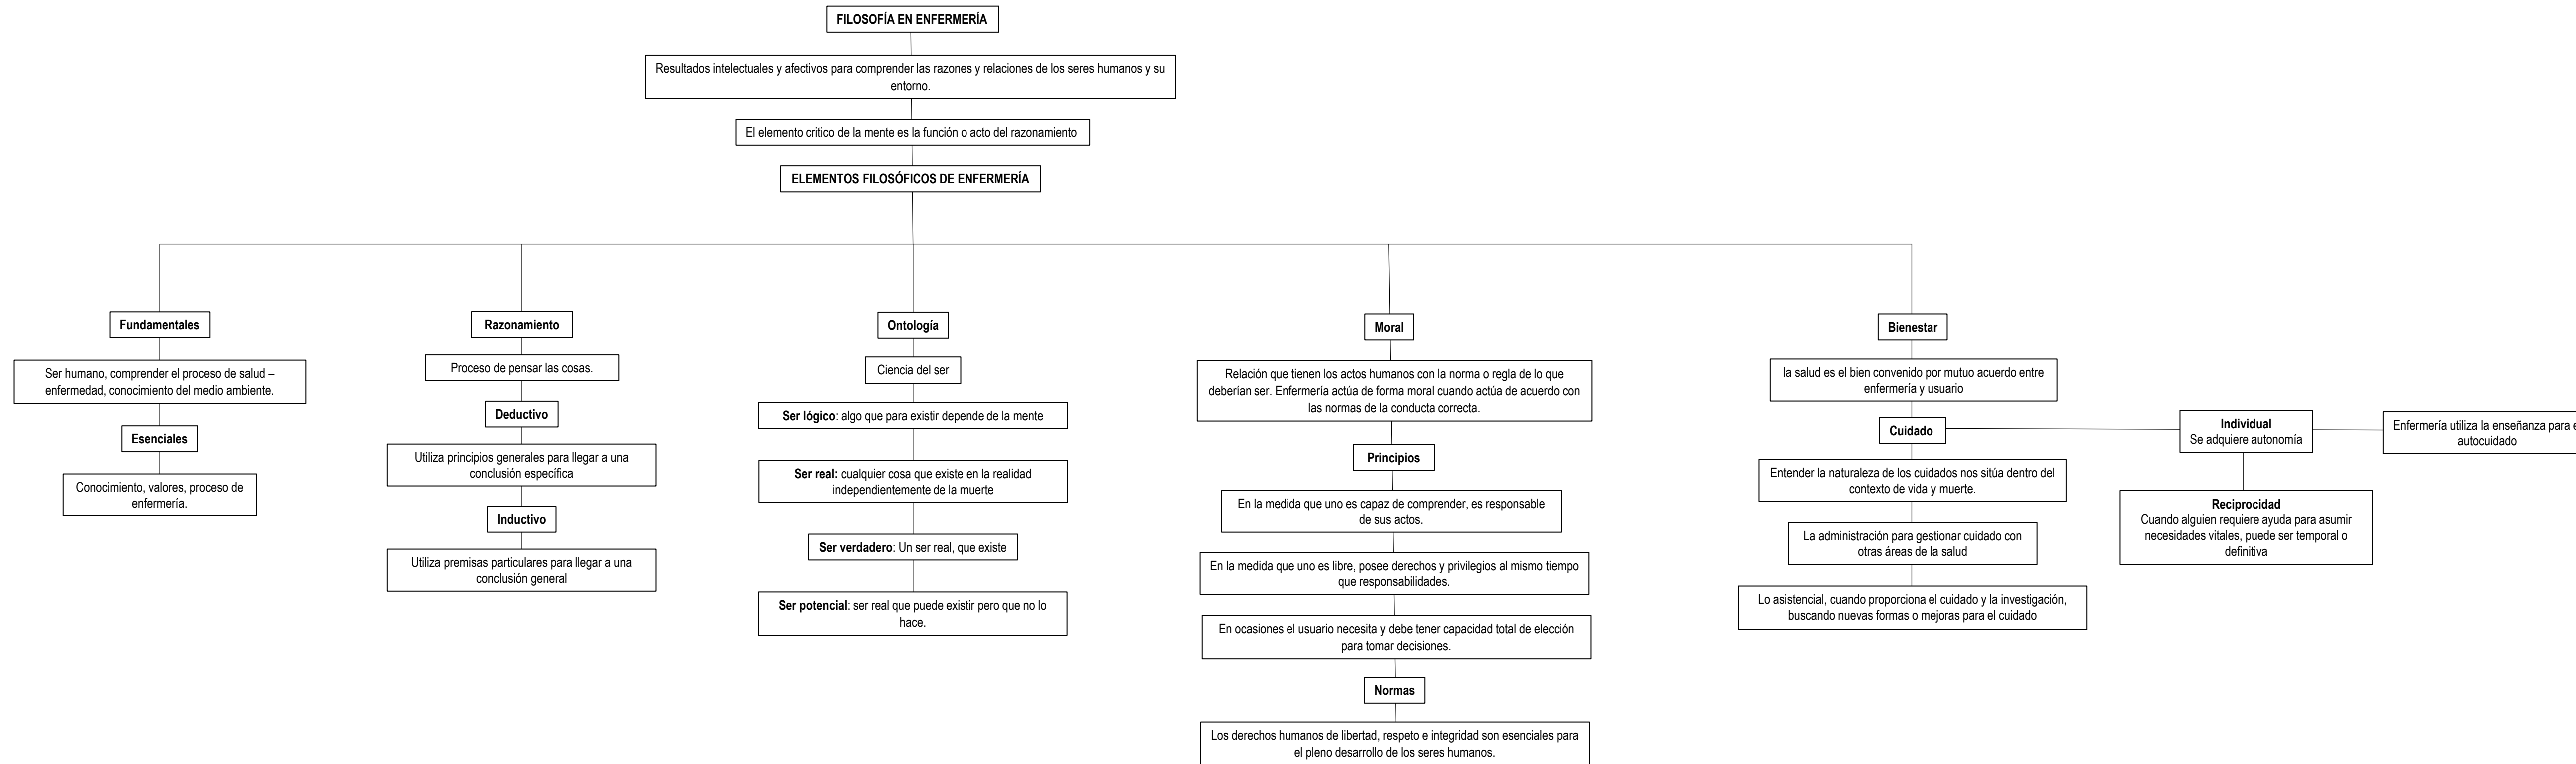 FILOSOFÍA EN ENFERMERÍA
Resultados intelectuales y afectivos para comprender las razones y relaciones de los seres humanos y su
entorno.
El elemento critico de la mente es la función o acto del razonamiento
ELEMENTOS FILOSÓFICOS DE ENFERMERÍA
Fundamentales
Ser humano, comprender el proceso de salud –
enfermedad, conocimiento del medio ambiente.
Esenciales
Conocimiento, valores, proceso de
enfermería.
Razonamiento
Proceso de pensar las cosas.
Deductivo
Utiliza principios generales para llegar a una
conclusión específica
Inductivo
Utiliza premisas particulares para llegar a una
conclusión general
Ontología
Ciencia del ser
Ser lógico: algo que para existir depende de la mente
Ser real: cualquier cosa que existe en la realidad
independientemente de la muerte
Ser verdadero: Un ser real, que existe
Ser potencial: ser real que puede existir pero que no lo
hace.
Moral
Relación que tienen los actos humanos con la norma o regla de lo que
deberían ser. Enfermería actúa de forma moral cuando actúa de acuerdo con
las normas de la conducta correcta.
Principios
En la medida que uno es capaz de comprender, es responsable
de sus actos.
En la medida que uno es libre, posee derechos y privilegios al mismo tiempo
que responsabilidades.
En ocasiones el usuario necesita y debe tener capacidad total de elección
para tomar decisiones.
Normas
Los derechos humanos de libertad, respeto e integridad son esenciales para
el pleno desarrollo de los seres humanos.
Bienestar
la salud es el bien convenido por mutuo acuerdo entre
enfermería y usuario
Cuidado
Entender la naturaleza de los cuidados nos sitúa dentro del
contexto de vida y muerte.
La administración para gestionar cuidado con
otras áreas de la salud
Lo asistencial, cuando proporciona el cuidado y la investigación,
buscando nuevas formas o mejoras para el cuidado
Individual
Se adquiere autonomía
Reciprocidad
Cuando alguien requiere ayuda para asumir
necesidades vitales, puede ser temporal o
definitiva
Enfermería utiliza la enseñanza para
autocuidado